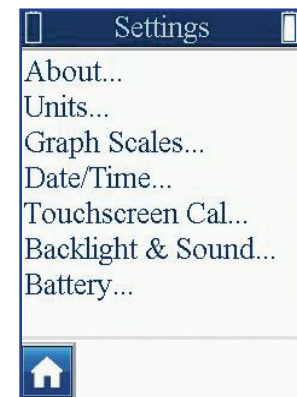 Settings
About...
Units...
Graph Scales...
Date/Time...
Touchscreen Cal...
Backlight & Sound...
Battery...